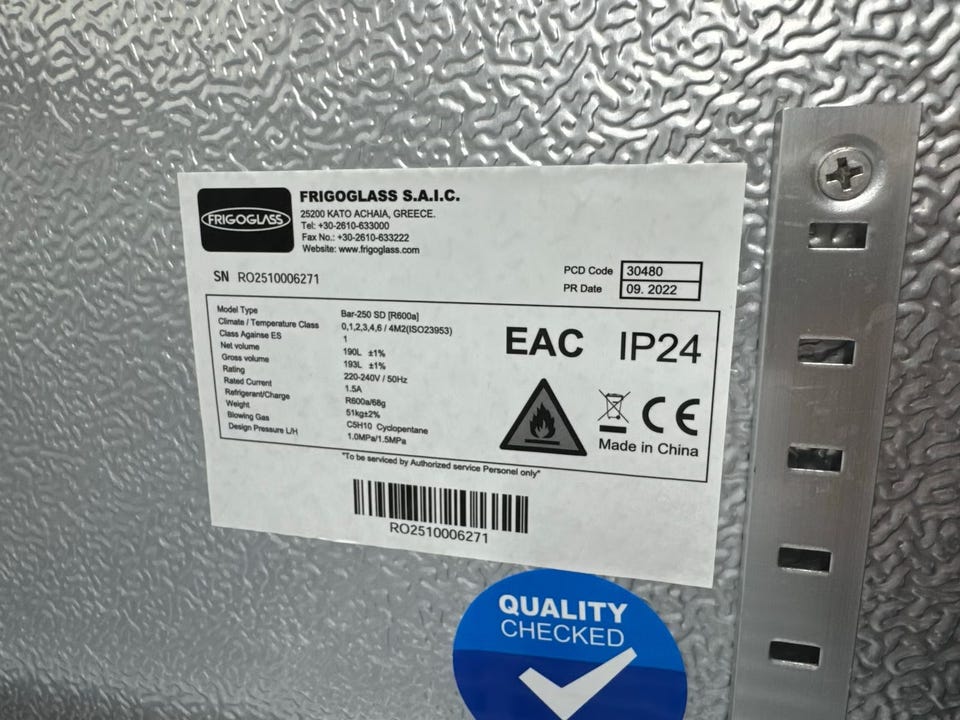 FRIGOGLASS
FRIGOGLASS S.A.I.C.
25200 KATO ACHAIA, GREECE.
Tel: +30-2610-633000
Fax No.: +30-2610-633222
Website: www.frigoglass.com
SN RO2510006271
PCD Code 30480
PR Date 09. 2022
Model Type Bar-250 SD [R600a]
Climate / Temperature Class 0,1,2,3,4,6 / 4M2(ISO23953)
Class Againse ES 1
Net volume 190L ±1%
Gross volume 193L ±1%
Rating 220-240V / 50Hz
Rated Current 1.5A
Refrigerant/Charge R600a/68g
Weight 51kg±2%
Blowing Gas C5H10 Cyclopentane
Design Pressure L/H 1.0MPa/1.5MPa
EAC IP24
CE
Made in China
"To be serviced by Authorized service Personel only"
RO2510006271
QUALITY
CHECKED